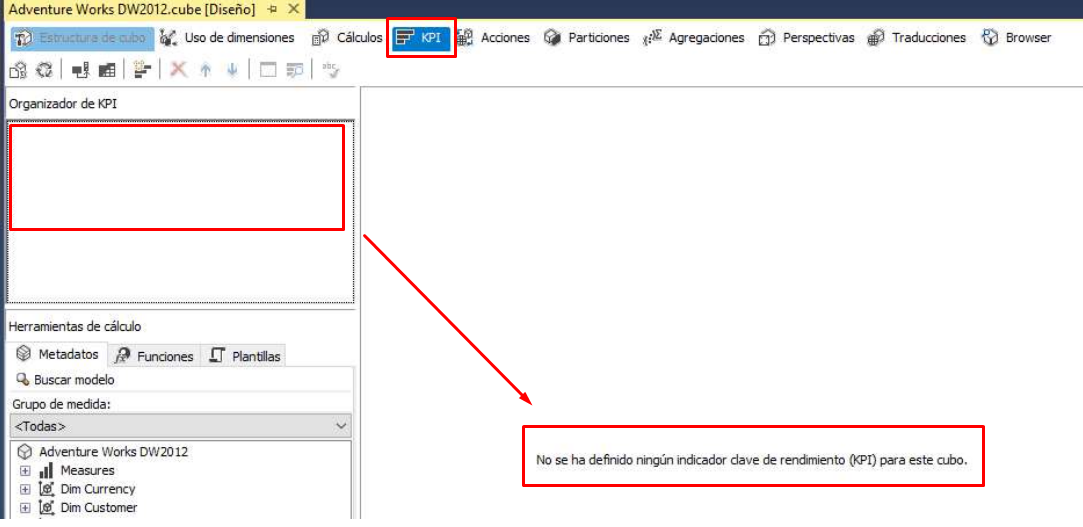 Adventure Works DW2012.cube [Diseño]
Estructura de cubo Uso de dimensiones Cálculos KPI Acciones Particiones Agregaciones Perspectivas Traducciones Browser
abc
Organizador de KPI
Herramientas de cálculo
Metadatos Funciones Plantillas
Buscar modelo
Grupo de medida:
<Todas>
Adventure Works DW2012
Measures
Dim Currency
Dim Customer
No se ha definido ningún indicador clave de rendimiento (KPI) para este cubo.